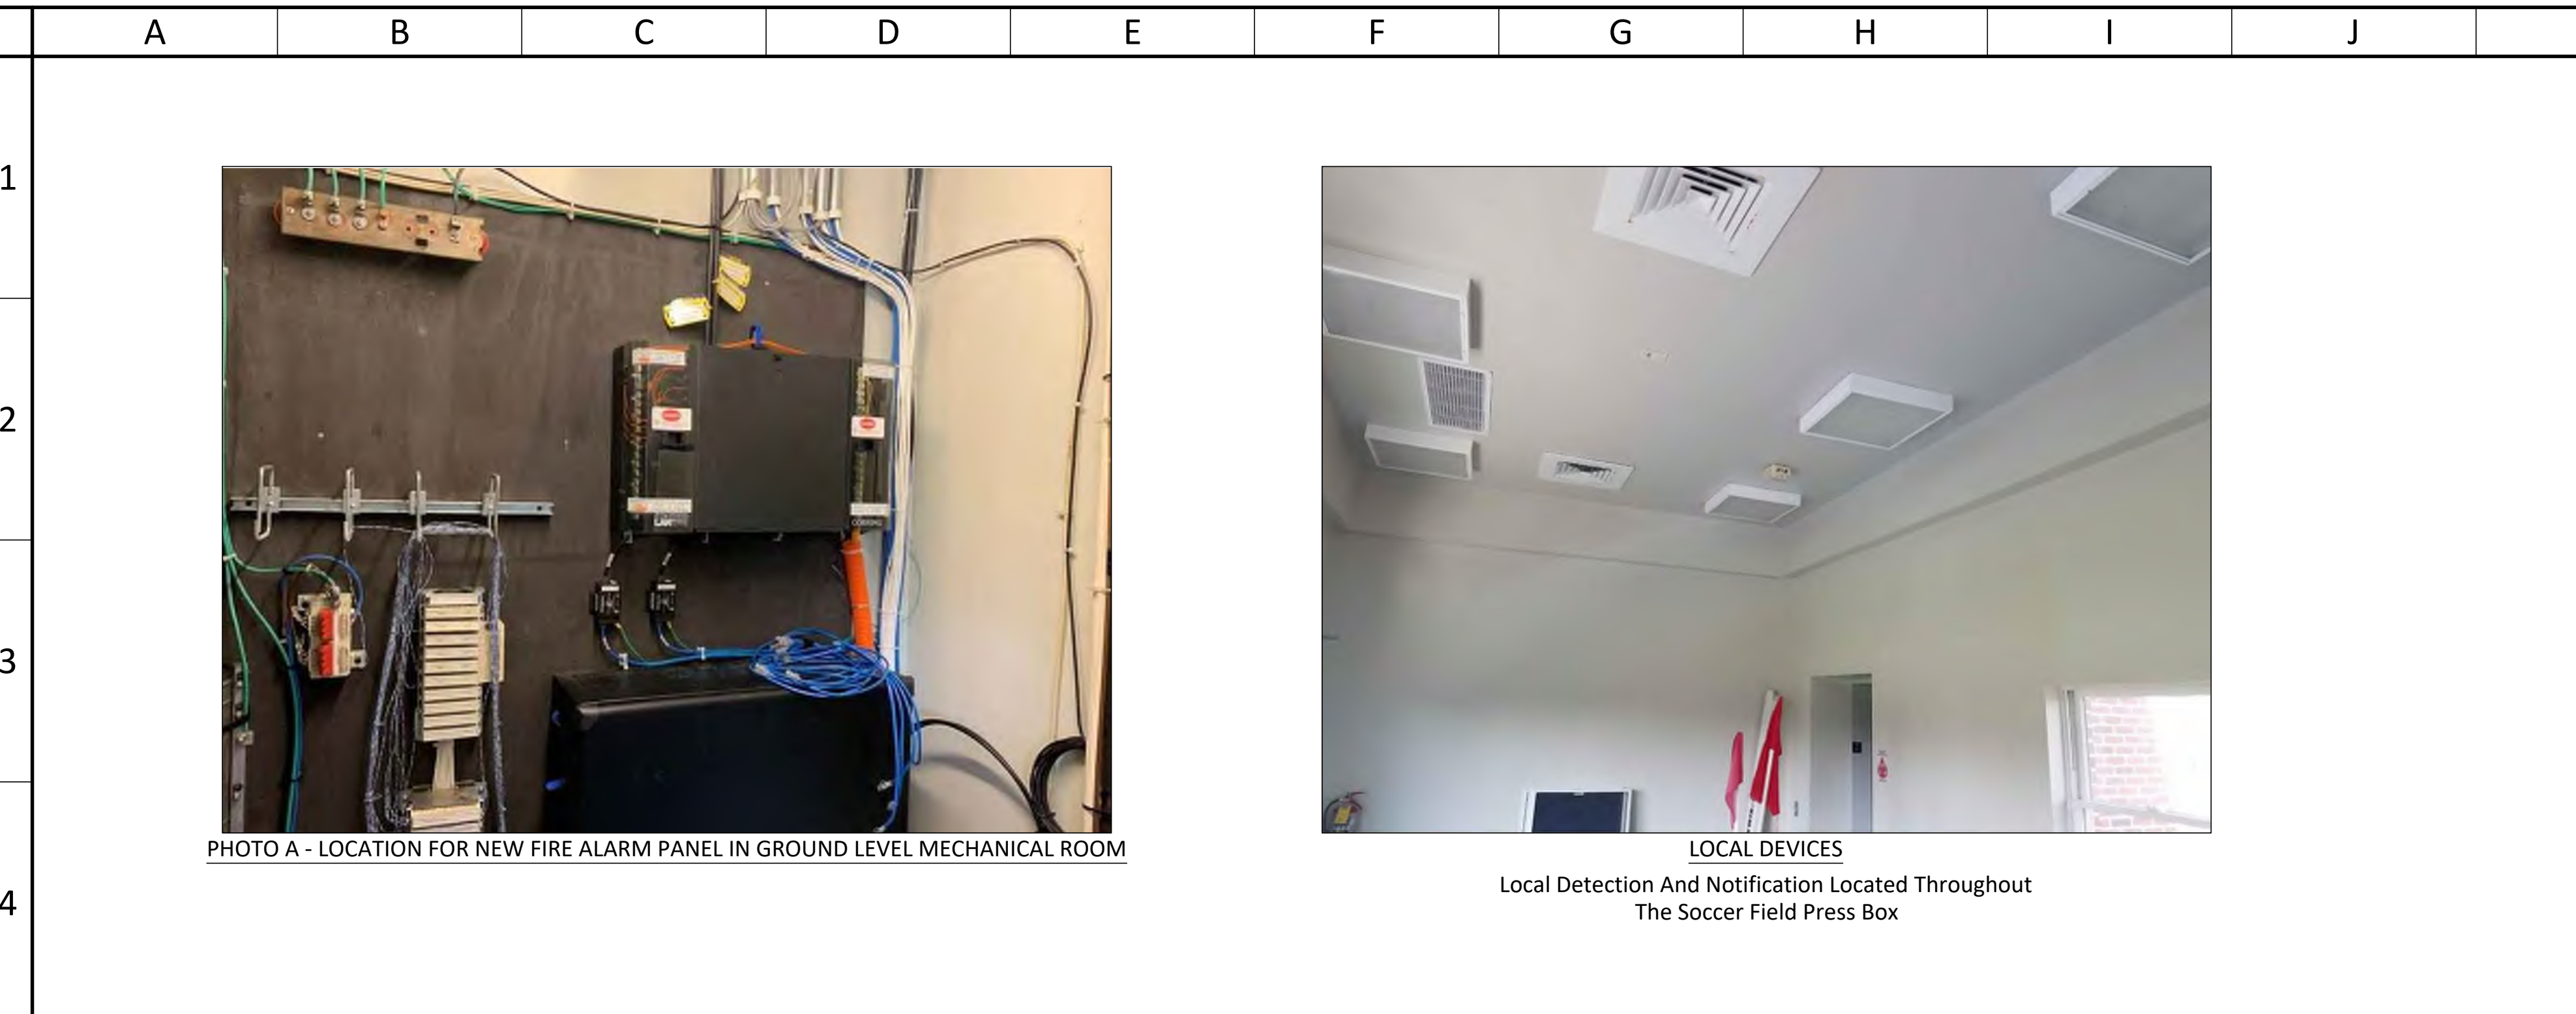 A B C D E F G H I J
1
2
3
4
PHOTO A - LOCATION FOR NEW FIRE ALARM PANEL IN GROUND LEVEL MECHANICAL ROOM
LOCAL DEVICES
Local Detection And Notification Located Throughout
The Soccer Field Press Box